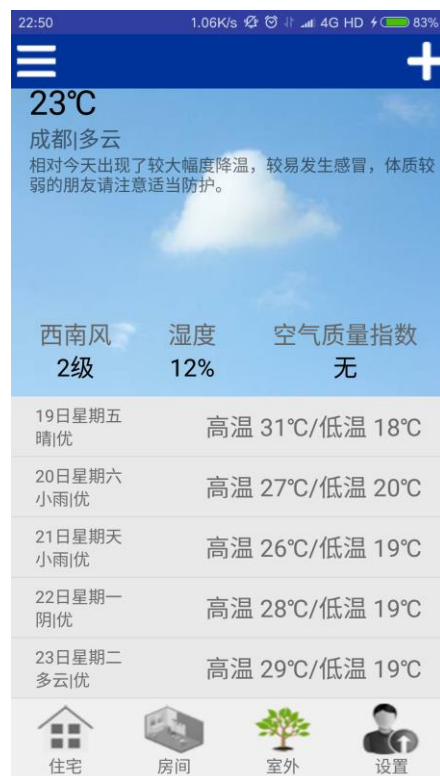 22:50 1.06K/s 4G HD 83%
23℃
成都|多云
相对今天出现了较大幅度降温，较易发生感冒，体质较
弱的朋友请注意适当防护。
西南风 湿度 空气质量指数
2级 12% 无
19日星期五
晴|优
高温 31℃/低温 18℃
20日星期六
小雨|优
高温 27℃/低温 20℃
21日星期天
小雨|优
高温 26℃/低温 19℃
22日星期一
阴|优
高温 28℃/低温 19℃
23日星期二
多云|优
高温 29℃/低温 19℃
住宅 房间 室外 设置